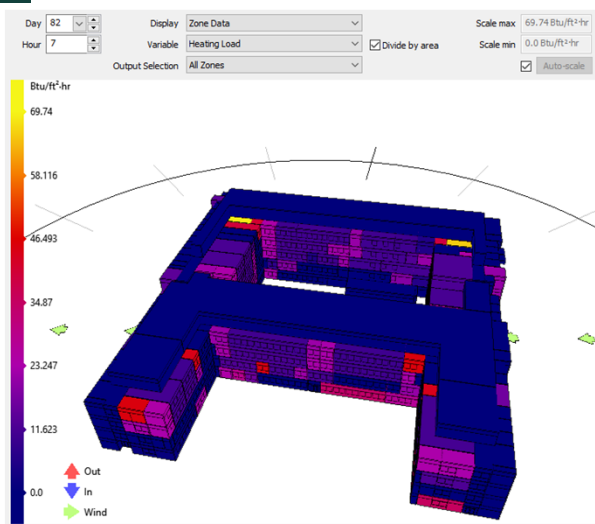 Day 82 Display Zone Data Scale max 69.74 Btu/ft²·hr
Hour 7 Variable Heating Load Divide by area Scale min 0.0 Btu/ft²·hr
Output Selection All Zones Auto-scale
Btu/ft²·hr
69.74
58.116
46.493
34.87
23.247
11.623
0.0
Out
In
Wind